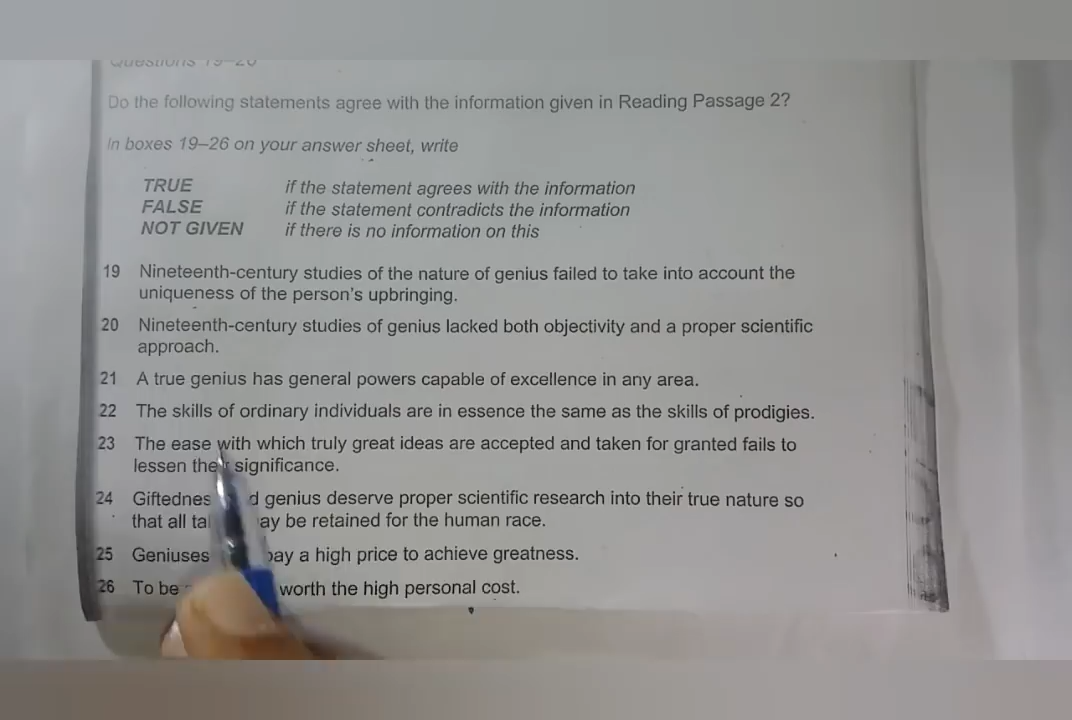 Questions 19–26
Do the following statements agree with the information given in Reading Passage 2?
In boxes 19–26 on your answer sheet, write
TRUE if the statement agrees with the information
FALSE if the statement contradicts the information
NOT GIVEN if there is no information on this
19 Nineteenth-century studies of the nature of genius failed to take into account the
uniqueness of the person's upbringing.
20 Nineteenth-century studies of genius lacked both objectivity and a proper scientific
approach.
21 A true genius has general powers capable of excellence in any area.
22 The skills of ordinary individuals are in essence the same as the skills of prodigies.
23 The ease with which truly great ideas are accepted and taken for granted fails to
lessen their significance.
24 genius deserve proper scientific research into their true nature so
that all may be retained for the human race.
25 Geniuses pay a high price to achieve greatness.
26 To be worth the high personal cost.